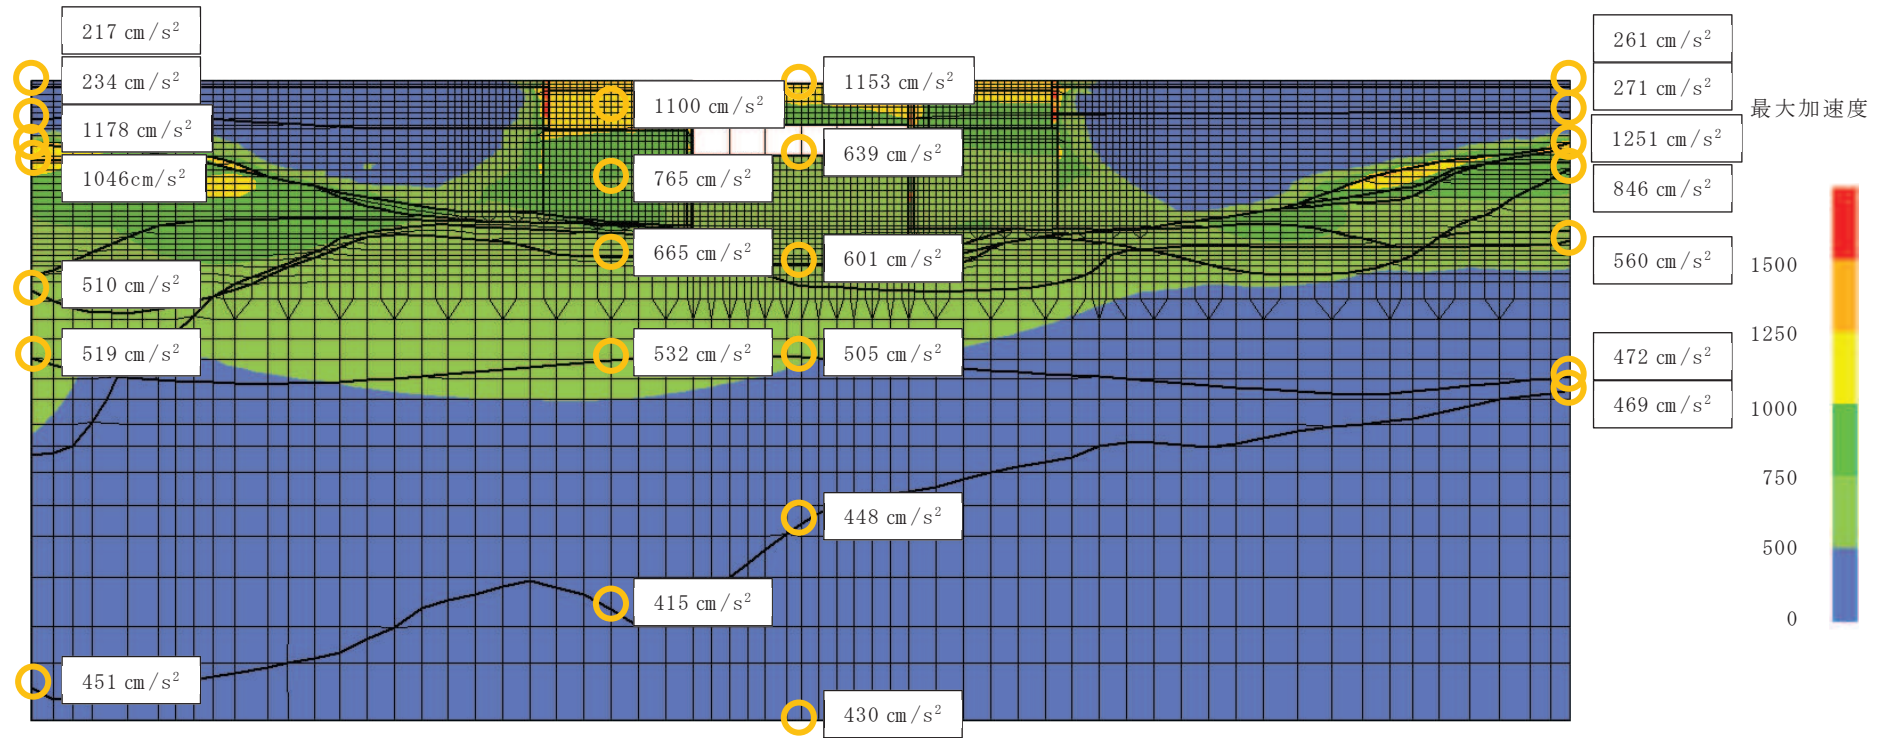 217 cm/s²
234 cm/s²
1178 cm/s²
1046cm/s²
510 cm/s²
519 cm/s²
451 cm/s²
1100 cm/s²
765 cm/s²
665 cm/s²
532 cm/s²
415 cm/s²
1153 cm/s²
639 cm/s²
601 cm/s²
505 cm/s²
448 cm/s²
430 cm/s²
261 cm/s²
271 cm/s²
1251 cm/s²
846 cm/s²
560 cm/s²
472 cm/s²
469 cm/s²
最大加速度
1500
1250
1000
750
500
0